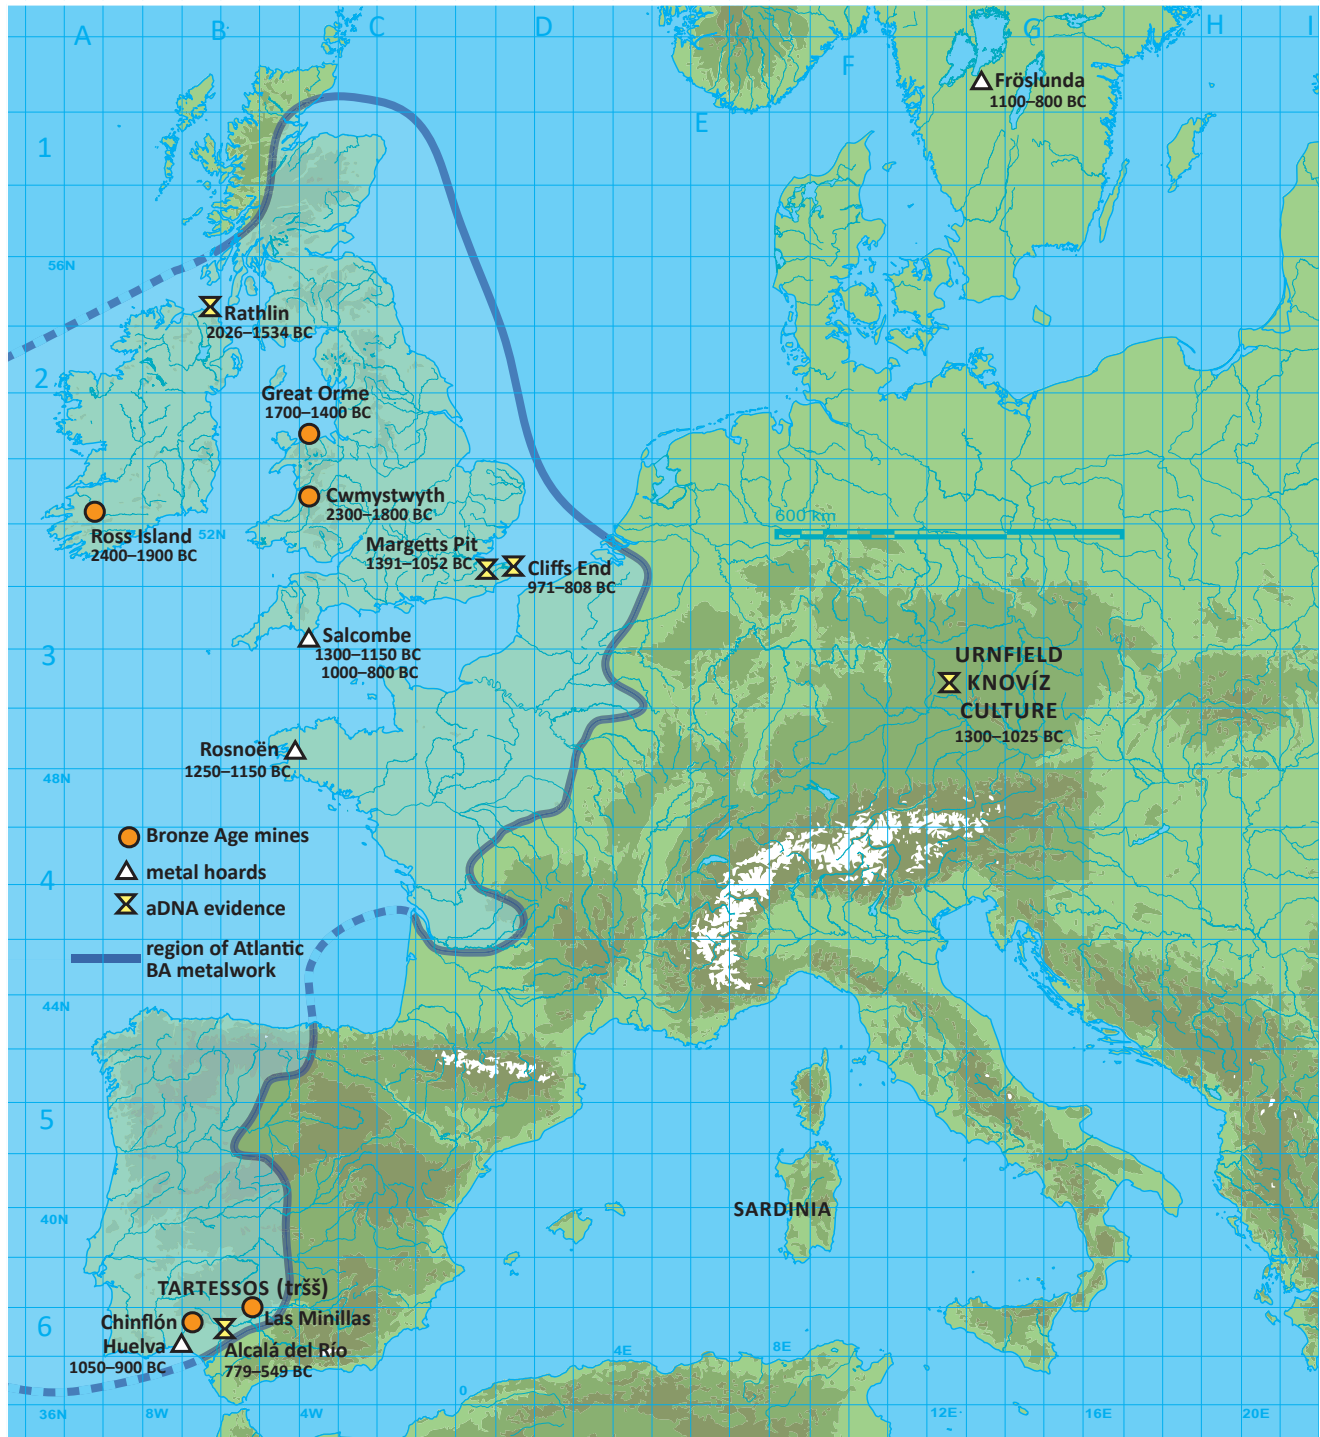 A
B
C
D
E
F
G
H
I
1
2
3
4
5
6
Fröslunda
1100–800 BC
56N
Rathlin
2026–1534 BC
Great Orme
1700–1400 BC
Cwmystwyth
2300–1800 BC
Ross Island
2400–1900 BC
52N
600 km
Margetts Pit
1391–1052 BC
Cliffs End
971–808 BC
Salcombe
1300–1150 BC
1000–800 BC
URNFIELD
KNOVÍZ
CULTURE
1300–1025 BC
Rosnoën
1250–1150 BC
48N
Bronze Age mines
metal hoards
aDNA evidence
region of Atlantic
BA metalwork
44N
40N
SARDINIA
TARTESSOS (tršš)
Chinflón
Las Minillas
Huelva
1050–900 BC
Alcalá del Río
779–549 BC
36N
8W
4W
0
4E
8E
12E
16E
20E